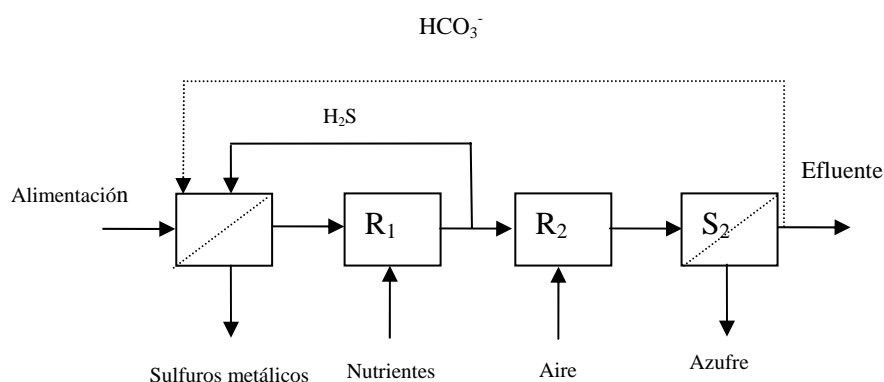 HCO₃⁻
H₂S
Efluente
Alimentación
R₁
R₂
S₂
Sulfuros metálicos
Nutrientes
Aire
Azufre